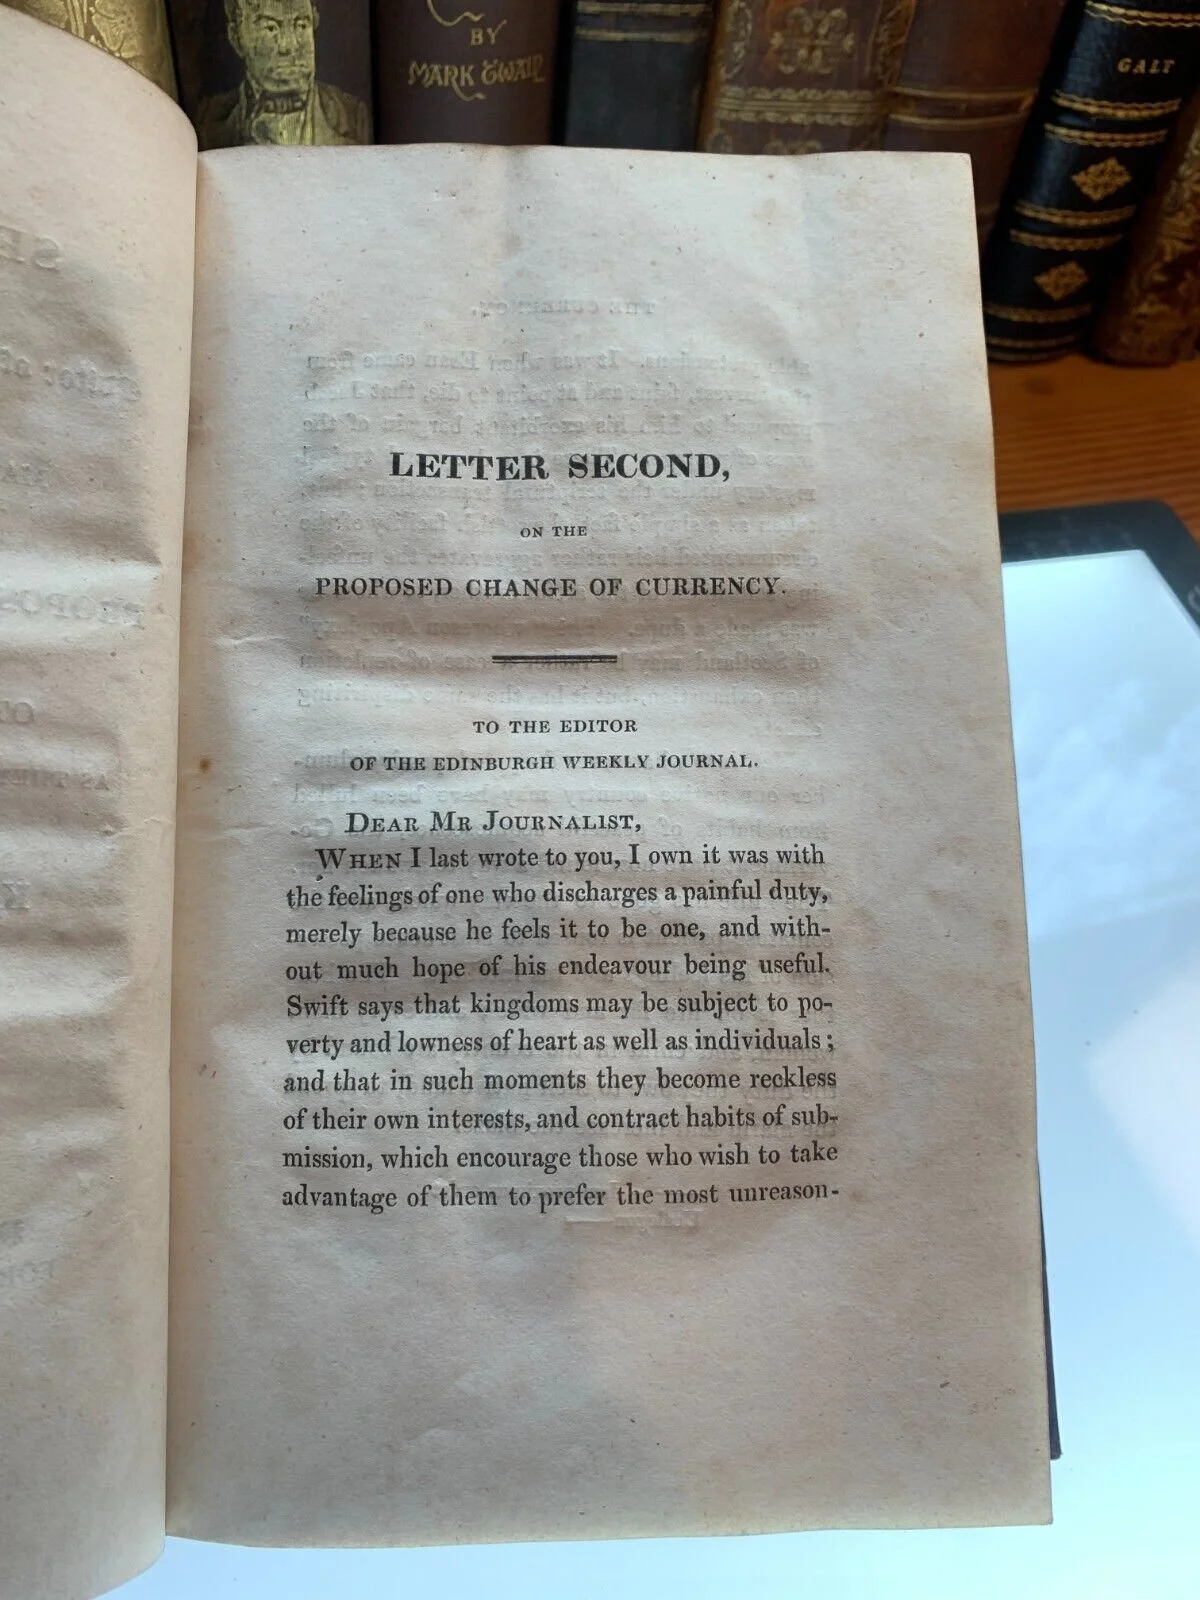 BY
MARK TWAIN
GALT
LETTER SECOND,
ON THE
PROPOSED CHANGE OF CURRENCY.
TO THE EDITOR
OF THE EDINBURGH WEEKLY JOURNAL.
DEAR MR JOURNALIST,
WHEN I last wrote to you, I own it was with
the feelings of one who discharges a painful duty,
merely because he feels it to be one, and with-
out much hope of his endeavour being useful.
Swift says that kingdoms may be subject to po-
verty and lowness of heart as well as individuals ;
and that in such moments they become reckless
of their own interests, and contract habits of sub-
mission, which encourage those who wish to take
advantage of them to prefer the most unreason-